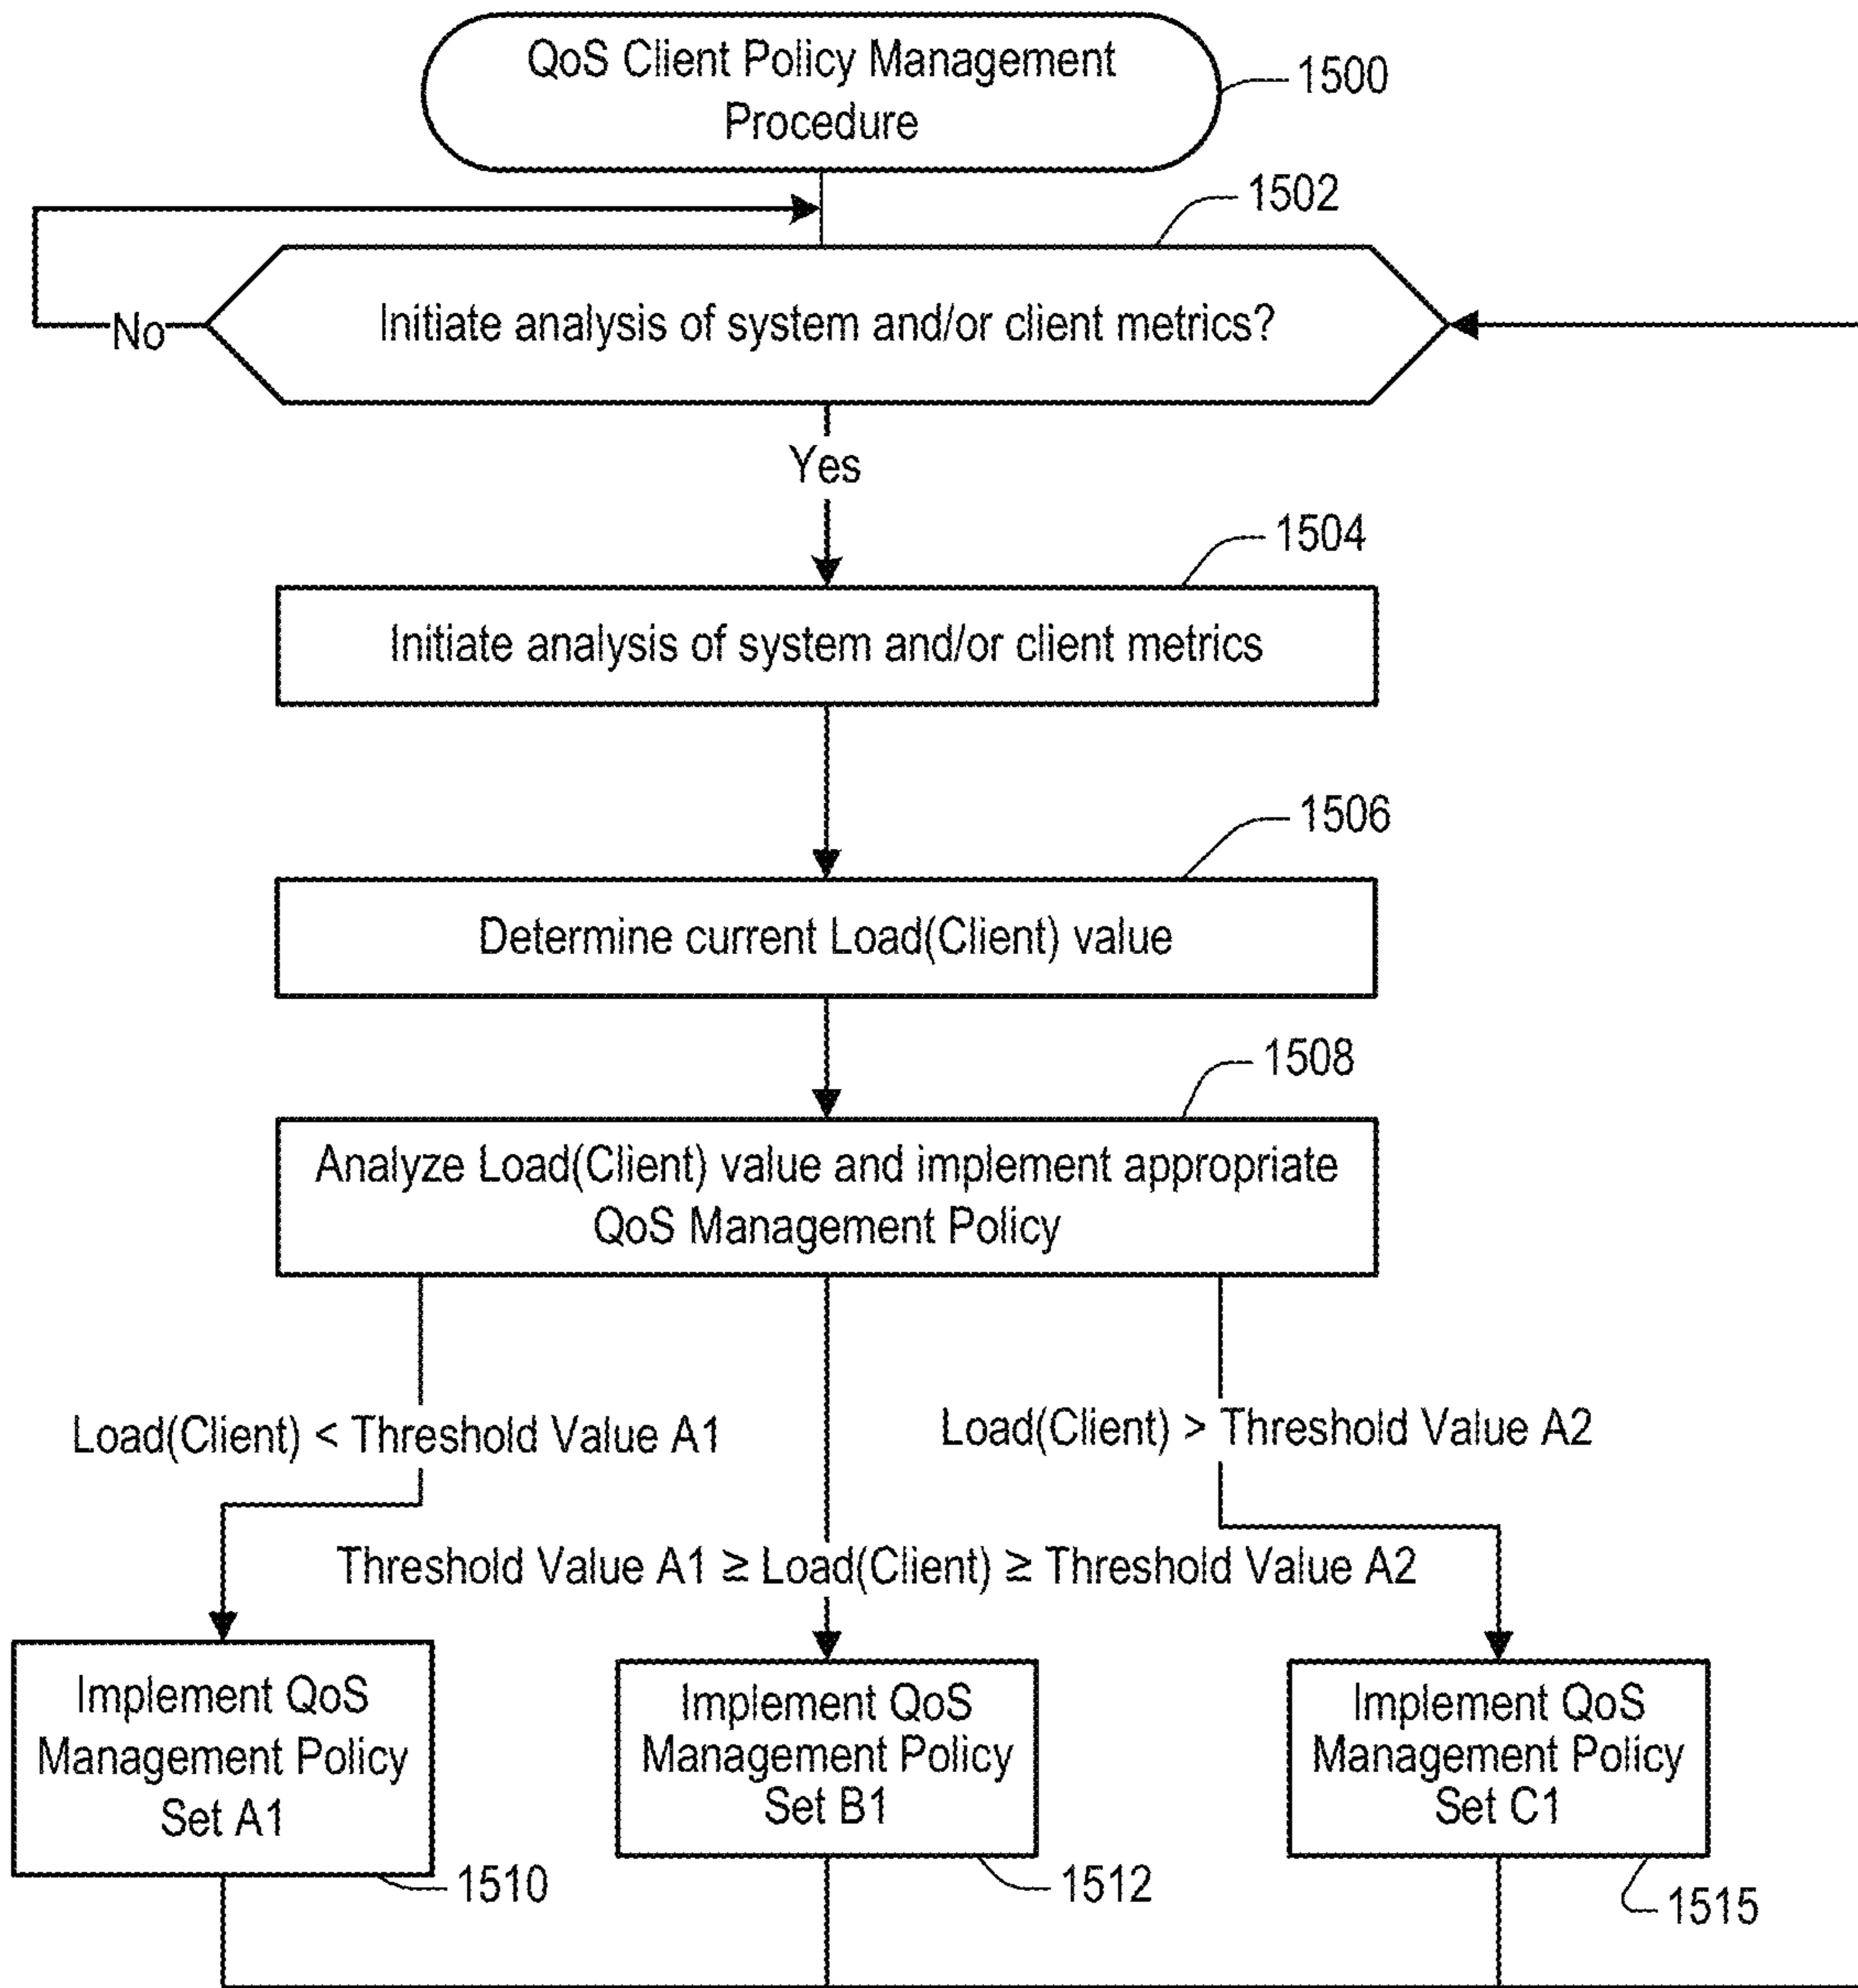 QoS Client Policy Management
Procedure
1500
1502
Initiate analysis of system and/or client metrics?
No
Yes
1504
Initiate analysis of system and/or client metrics
1506
Determine current Load(Client) value
1508
Analyze Load(Client) value and implement appropriate
QoS Management Policy
Load(Client) < Threshold Value A1
Load(Client) > Threshold Value A2
Threshold Value A1 ≥ Load(Client) ≥ Threshold Value A2
Implement QoS
Management Policy
Set A1
1510
Implement QoS
Management Policy
Set B1
1512
Implement QoS
Management Policy
Set C1
1515